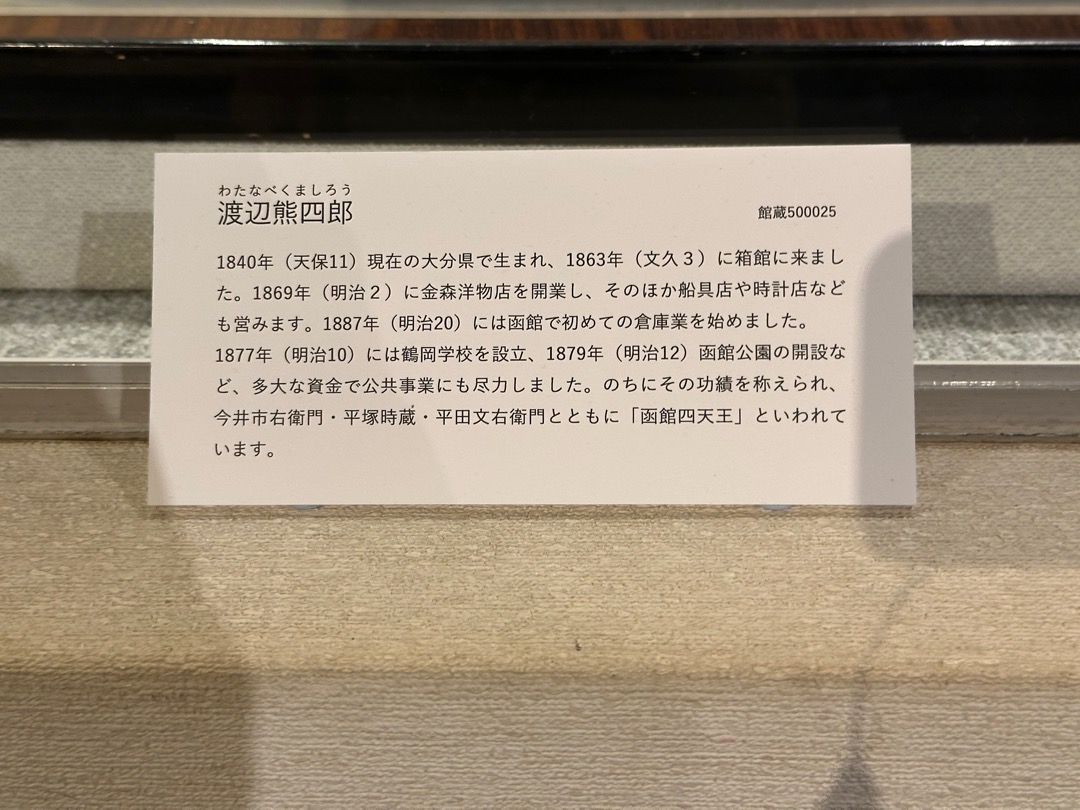 わたなべくましろう
渡辺熊四郎
館蔵500025
1840年（天保11）現在の大分県で生まれ、1863年（文久３）に箱館に来まし
た。1869年（明治２）に金森洋物店を開業し、そのほか船具店や時計店など
も営みます。1887年（明治20）には函館で初めての倉庫業を始めました。
1877年（明治10）には鶴岡学校を設立、1879年（明治12）函館公園の開設な
ど、多大な資金で公共事業にも尽力しました。のちにその功績を称えられ、
今井市右衛門・平塚時蔵・平田文右衛門とともに「函館四天王」といわれて
います。